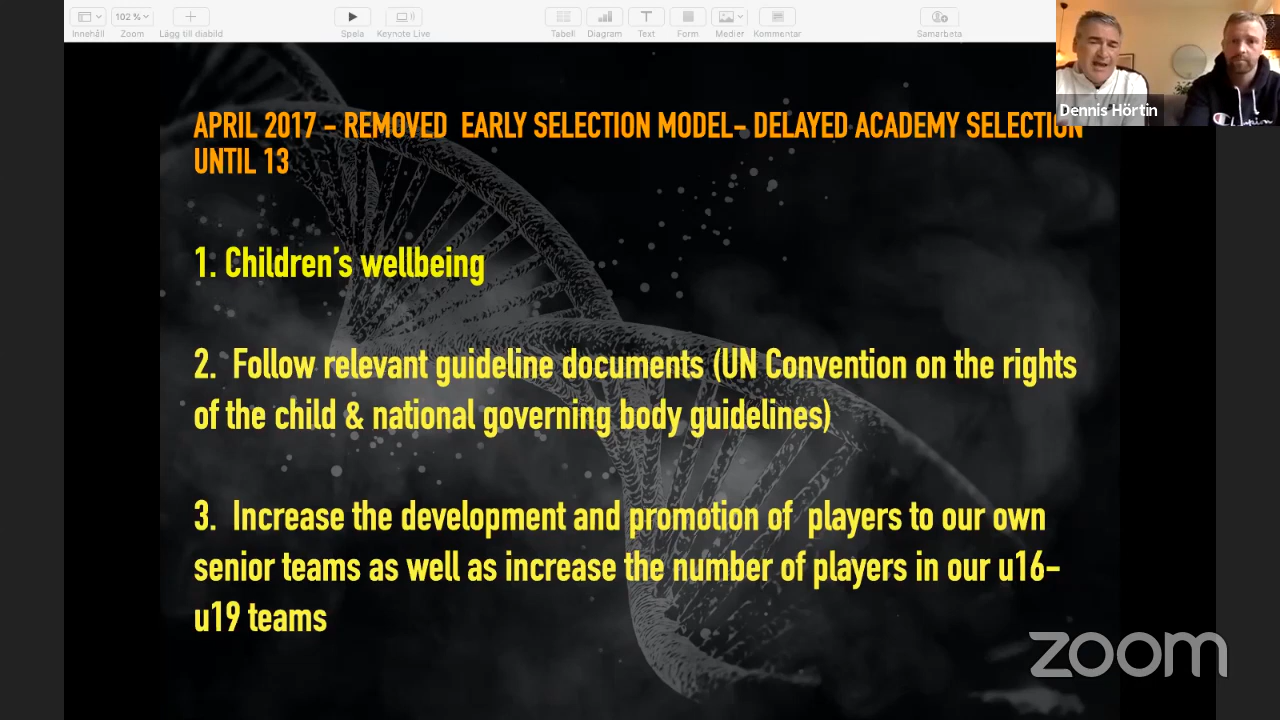 102 %
Innehåll
Zoom
Lägg till diabild
Spela
Keynote Live
Tabell
Diagram
Text
Form
Medier
Kommentar
Samarbeta
Dennis Hörtin
Champion
APRIL 2017 - REMOVED EARLY SELECTION MODEL- DELAYED ACADEMY SELECTION
UNTIL 13
1. Children's wellbeing
2. Follow relevant guideline documents (UN Convention on the rights
of the child & national governing body guidelines)
3. Increase the development and promotion of players to our own
senior teams as well as increase the number of players in our u16-
u19 teams
zoom